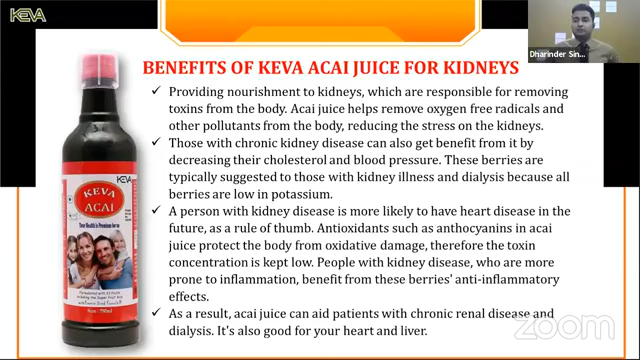 KEVA
Dharinder Sin...
BENEFITS OF KEVA ACAI JUICE FOR KIDNEYS
✓ Providing nourishment to kidneys, which are responsible for removing
toxins from the body. Acai juice helps remove oxygen free radicals and
other pollutants from the body, reducing the stress on the kidneys.
✓ Those with chronic kidney disease can also get benefit from it by
decreasing their cholesterol and blood pressure. These berries are
typically suggested to those with kidney illness and dialysis because all
berries are low in potassium.
✓ A person with kidney disease is more likely to have heart disease in the
future, as a rule of thumb. Antioxidants such as anthocyanins in acai
juice protect the body from oxidative damage, therefore the toxin
concentration is kept low. People with kidney disease, who are more
prone to inflammation, benefit from these berries' anti-inflammatory
effects.
✓ As a result, acai juice can aid patients with chronic renal disease and
dialysis. It's also good for your heart and liver.
KEVA
KEVA
ACAI
Your Health is Premium for us
zoom